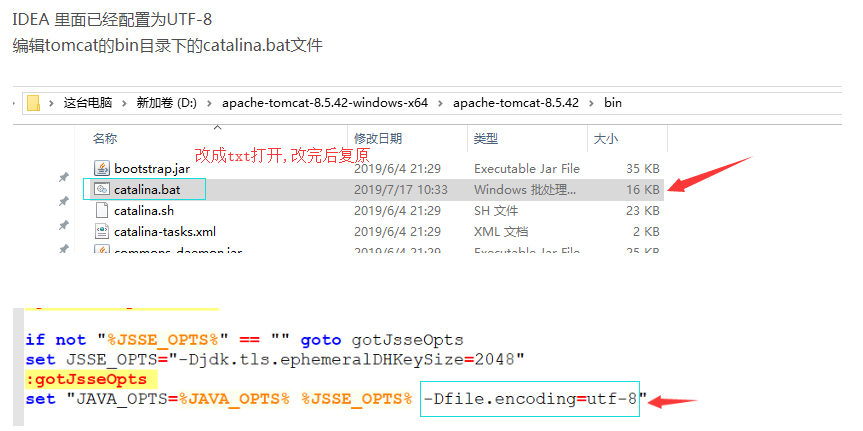 IDEA 里面已经配置为UTF-8
编辑tomcat的bin目录下的catalina.bat文件
这台电脑 > 新加卷 (D:) > apache-tomcat-8.5.42-windows-x64 > apache-tomcat-8.5.42 > bin
名称 修改日期 类型 大小
改成txt打开,改完后复原
bootstrap.jar 2019/6/4 21:29 Executable Jar File 35 KB
catalina.bat 2019/7/17 10:33 Windows 批处理... 16 KB
catalina.sh 2019/6/4 21:29 SH 文件 23 KB
catalina-tasks.xml 2019/6/4 21:29 XML 文档 2 KB
commons-daemon.jar 2019/6/4 21:29 Executable Jar File 25 KB
if not "%JSSE_OPTS%" == "" goto gotJsseOpts
set JSSE_OPTS="-Djdk.tls.ephemeralDHKeySize=2048"
:gotJsseOpts
set "JAVA_OPTS=%JAVA_OPTS% %JSSE_OPTS% -Dfile.encoding=utf-8"